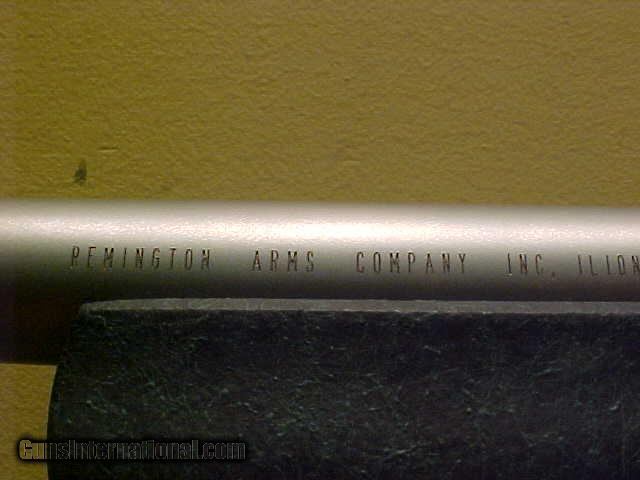 REMINGTON ARMS COMPANY INC. ILION
GunsInternational.com